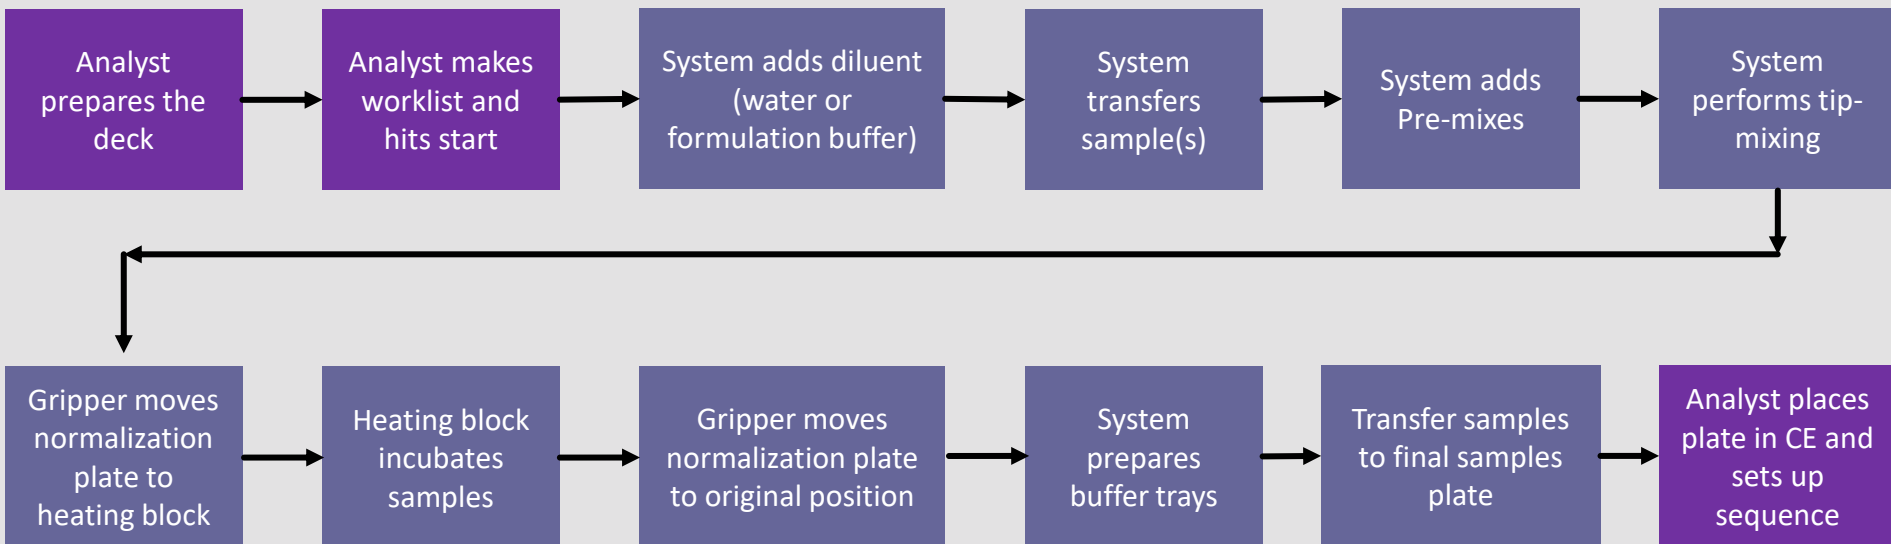 Analyst
prepares the
deck
Analyst makes
worklist and
hits start
System adds diluent
(water or
formulation buffer)
System
transfers
sample(s)
System adds
Pre-mixes
System
performs tip-
mixing
Gripper moves
normalization
plate to
heating block
Heating block
incubates
samples
Gripper moves
normalization plate
to original position
System
prepares
buffer trays
Transfer samples
to final samples
plate
Analyst places
plate in CE and
sets up
sequence